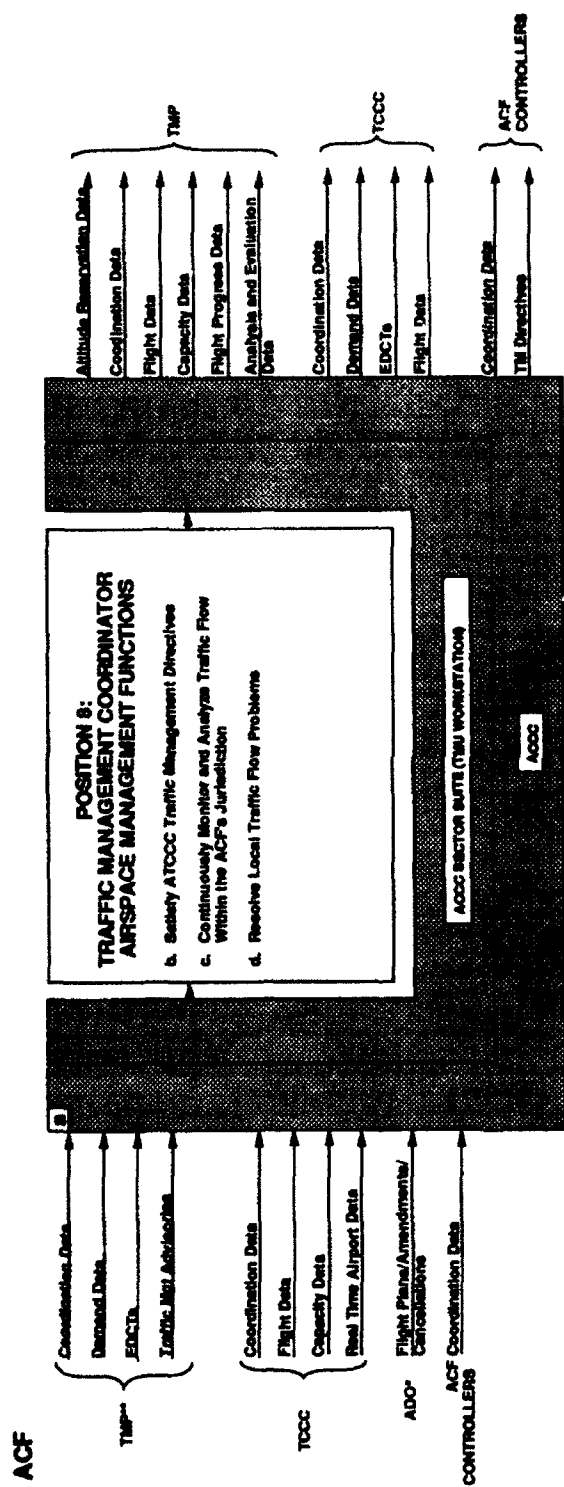 ACF
Coordination Data
Demand Data
EDCTs
Traffic Mgt Advisories
TMP**
Coordination Data
Flight Data
Capacity Data
Real Time Airport Data
TCCC
Flight Plans/Amendments/
Cancellations
ADO*
ACF
CONTROLLERS
Coordination Data
a
POSITION 8:
TRAFFIC MANAGEMENT COORDINATOR
AIRSPACE MANAGEMENT FUNCTIONS
b. Satisfy ATCCC Traffic Management Directives
c. Continuously Monitor and Analyze Traffic Flow
Within the ACF's Jurisdiction
d. Resolve Local Traffic Flow Problems
ACCC SECTOR SUITE (TMU WORKSTATION)
ACCC
Altitude Reservation Data
Coordination Data
Flight Data
Capacity Data
Flight Progress Data
Analysis and Evaluation
Data
TMP
Coordination Data
Demand Data
EDCTs
Flight Data
TCCC
Coordination Data
TM Directives
ACF
CONTROLLERS